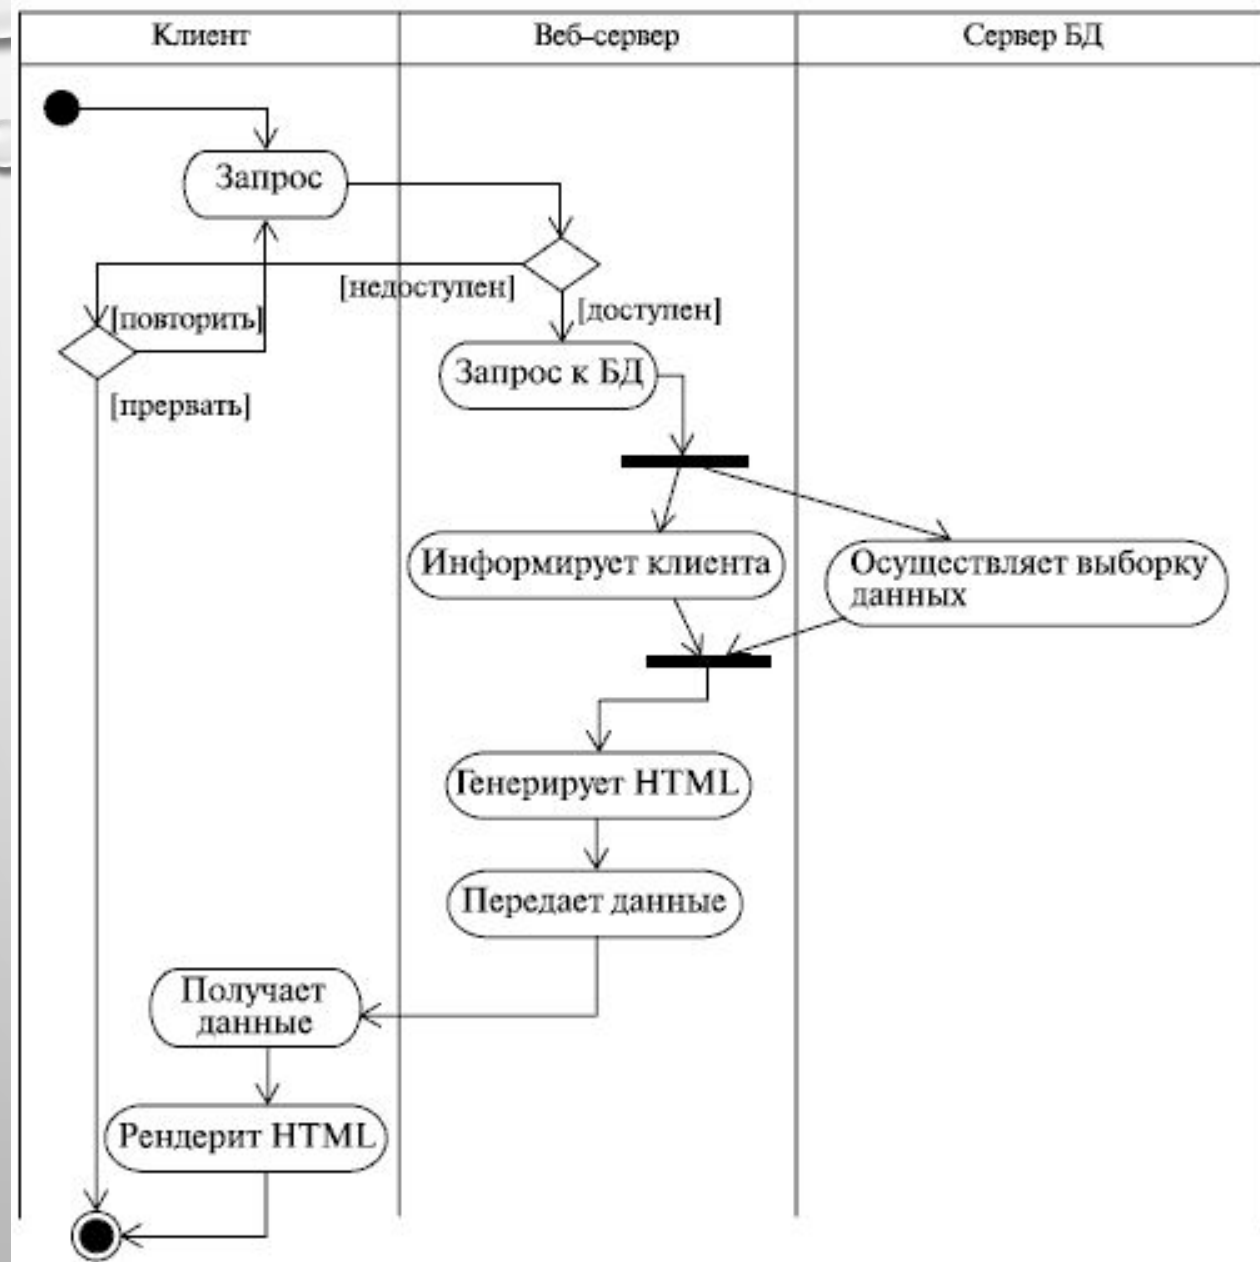 Клиент
Веб-сервер
Сервер БД
Запрос
[недоступен]
[доступен]
[повторить]
[прервать]
Запрос к БД
Информирует клиента
Осуществляет выборку
данных
Генерирует HTML
Передает данные
Получает
данные
Рендерит HTML